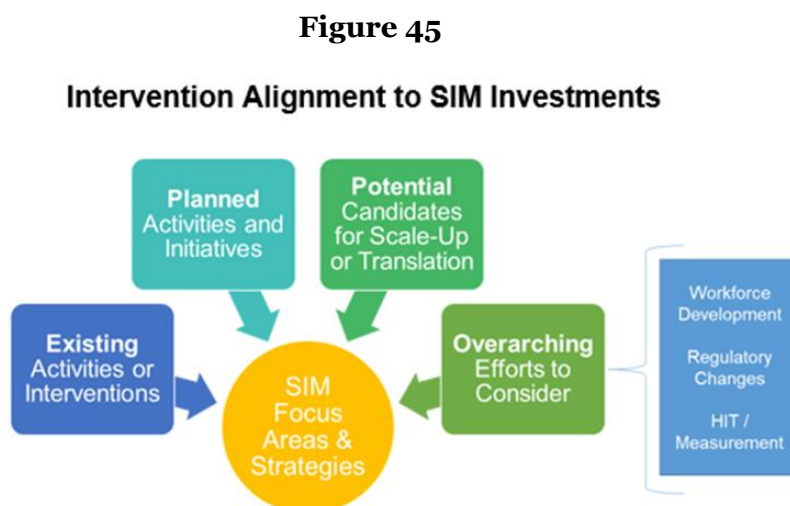 Figure 45
Intervention Alignment to SIM Investments
Existing
Activities or
Interventions
Planned
Activities and
Initiatives
Potential
Candidates
for Scale-Up
or Translation
Overarching
Efforts to
Consider
SIM
Focus
Areas &
Strategies
Workforce
Development
Regulatory
Changes
HIT /
Measurement